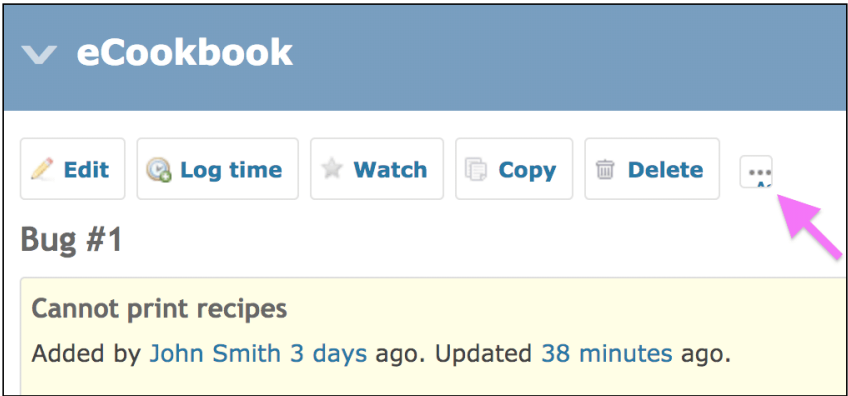 eCookbook
Edit Log time Watch Copy Delete
Bug #1
Cannot print recipes
Added by John Smith 3 days ago. Updated 38 minutes ago.